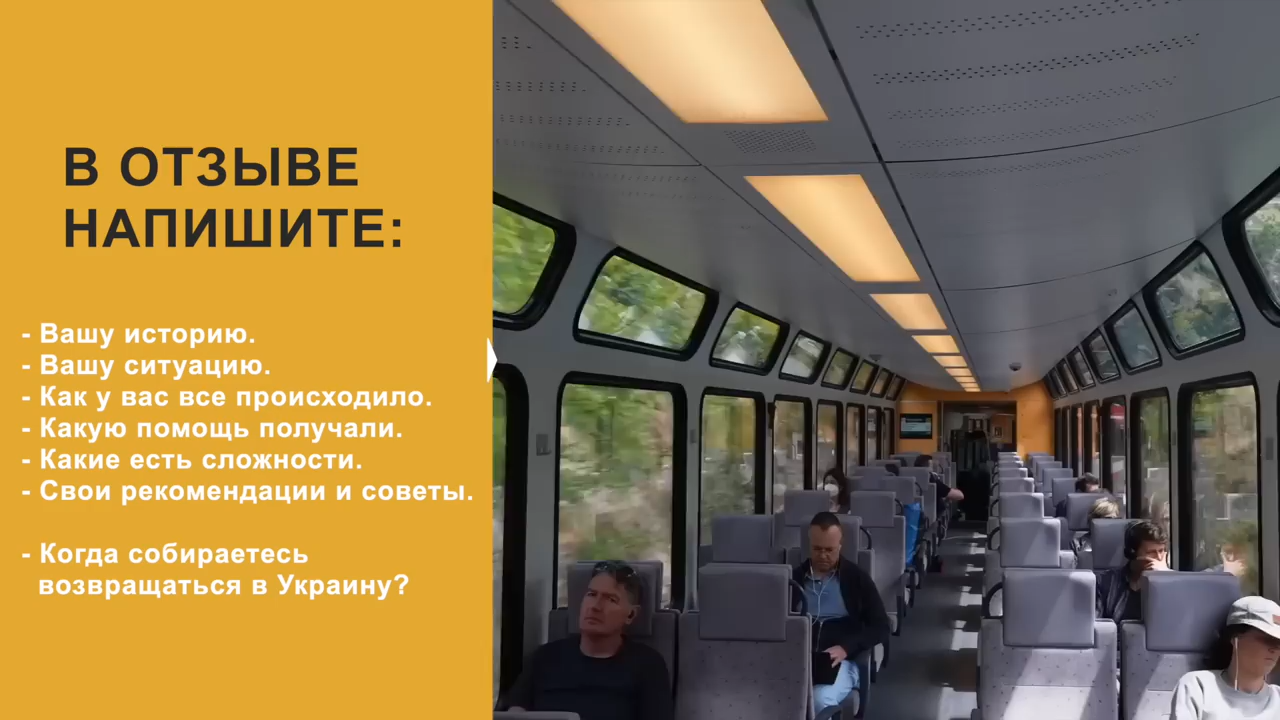 В ОТЗЫВЕ
НАПИШИТЕ:
- Вашу историю.
- Вашу ситуацию.
- Как у вас все происходило.
- Какую помощь получали.
- Какие есть сложности.
- Свои рекомендации и советы.
- Когда собираетесь
возвращаться в Украину?